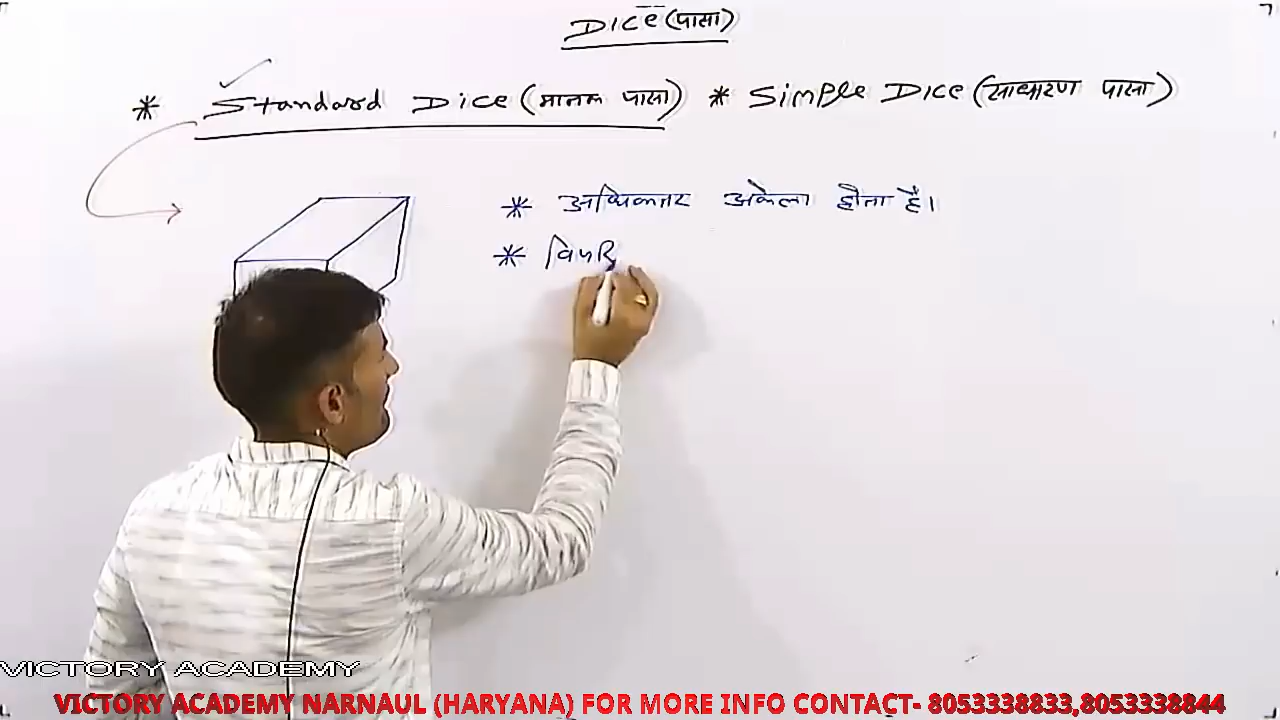 Dice (पासा)
* Standard Dice (मानक पासा) * Simple Dice (साधारण पासा)
* अधिकतर अकेला होता है।
* विपरि
VICTORY ACADEMY
VICTORY ACADEMY NARNAUL (HARYANA) FOR MORE INFO CONTACT- 8053338833,8053338844